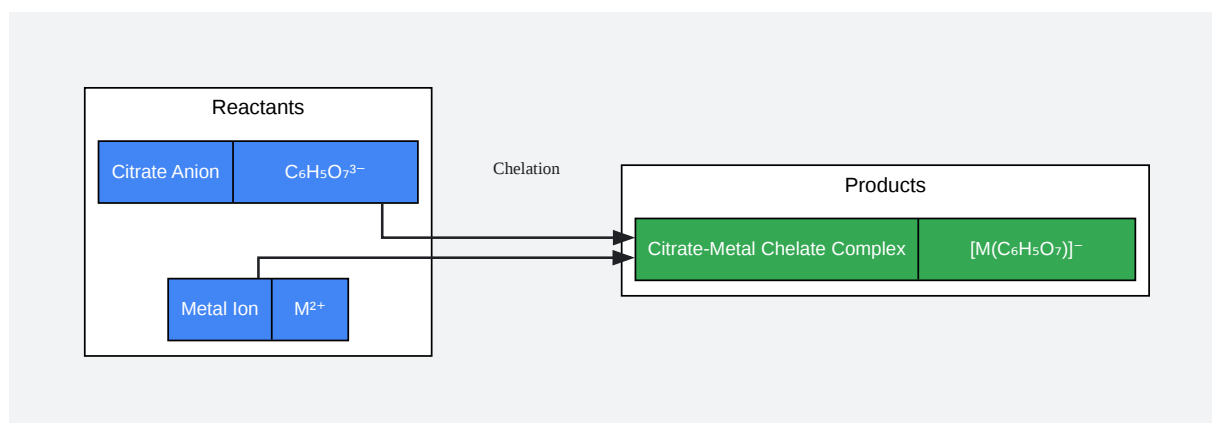 Reactants
Citrate Anion C₆H₅O₇³⁻
Metal Ion M²⁺
Chelation
Products
Citrate-Metal Chelate Complex [M(C₆H₅O₇)]⁻